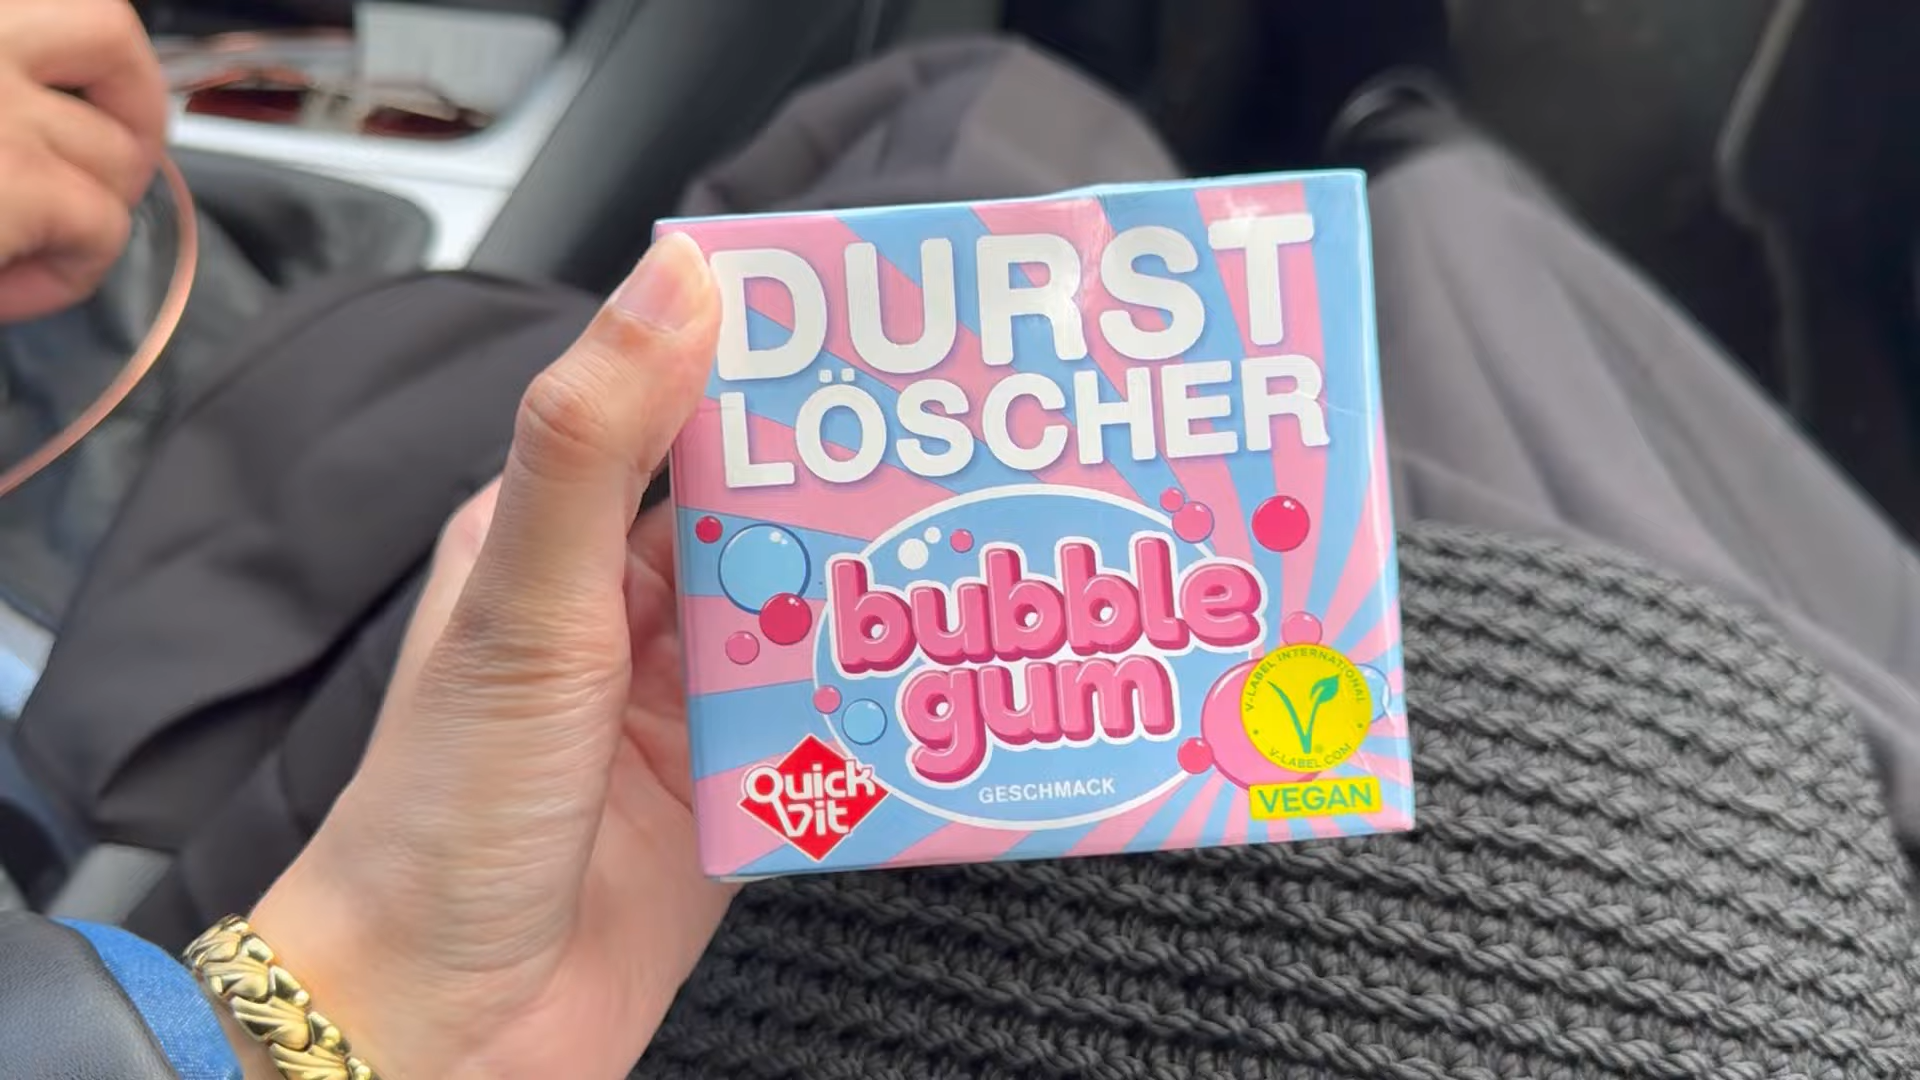 DURST
LÖSCHER
bubble
gum
GESCHMACK
Quick
Vit
V-LABEL INTERNATIONAL
V-LABEL.COM
VEGAN